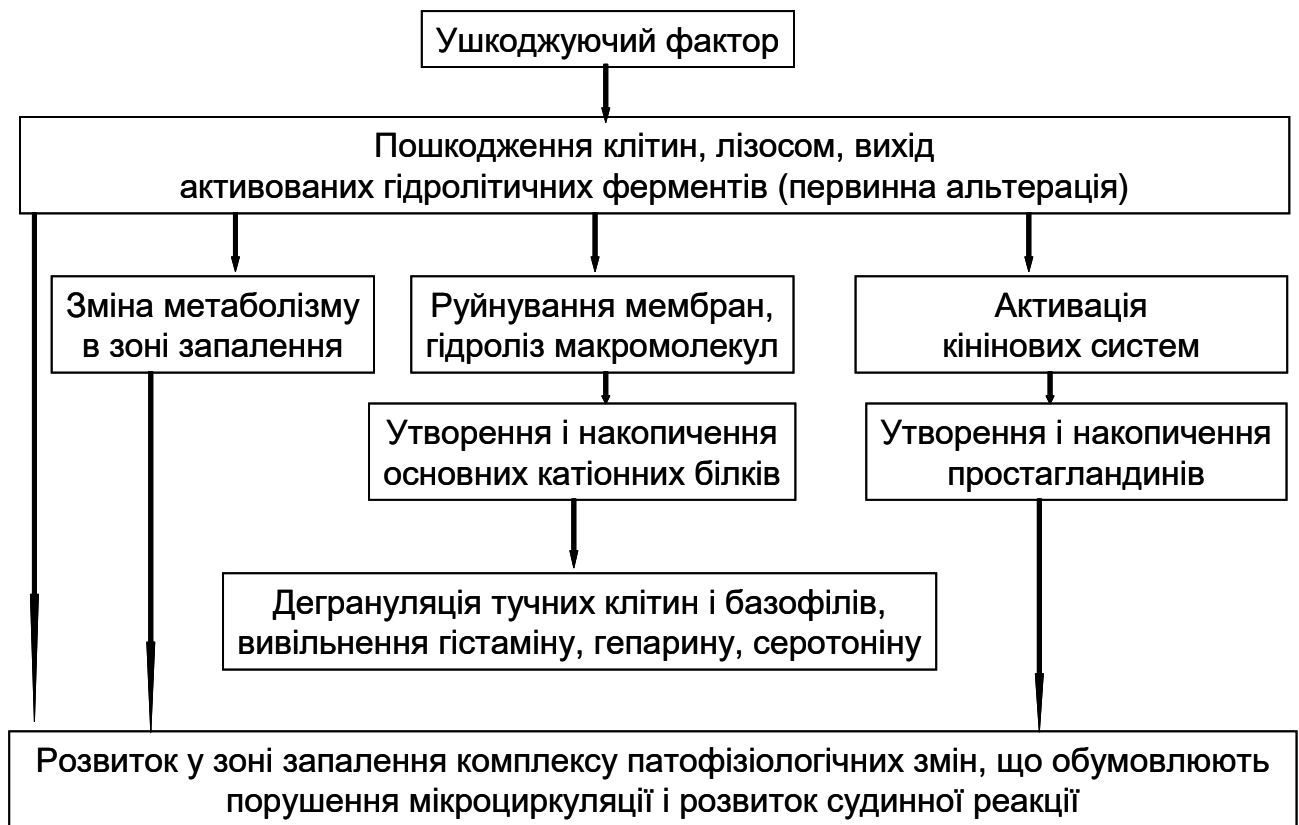 Ушкоджуючий фактор
Пошкодження клітин, лізосом, вихід
активованих гідролітичних ферментів (первинна альтерація)
Зміна метаболізму
в зоні запалення
Руйнування мембран,
гідроліз макромолекул
Активація
кінінових систем
Утворення і накопичення
основних катіонних білків
Утворення і накопичення
простагландинів
Дегрануляція тучних клітин і базофілів,
вивільнення гістаміну, гепарину, серотоніну
Розвиток у зоні запалення комплексу патофізіологічних змін, що обумовлюють
порушення мікроциркуляції і розвиток судинної реакції